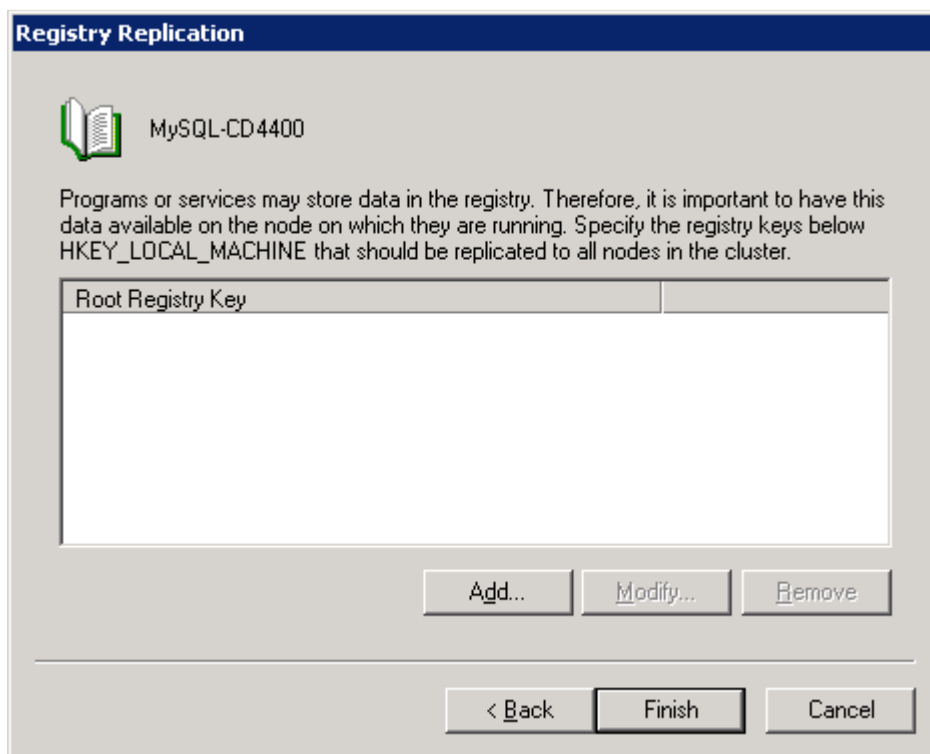 Registry Replication
MySQL-CD4400
Programs or services may store data in the registry. Therefore, it is important to have this
data available on the node on which they are running. Specify the registry keys below
HKEY_LOCAL_MACHINE that should be replicated to all nodes in the cluster.
Root Registry Key
Add... Modify... Remove
< Back Finish Cancel